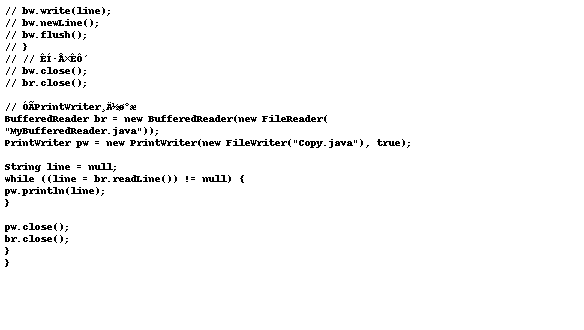 // bw.write(line);
// bw.newLine();
// bw.flush();
// }
// // ÊÍ·Å×ÊÔ´
// bw.close();
// br.close();
// ÓÃPrintWriter¸Ä½ø°æ
BufferedReader br = new BufferedReader(new FileReader(
"MyBufferedReader.java"));
PrintWriter pw = new PrintWriter(new FileWriter("Copy.java"), true);
String line = null;
while ((line = br.readLine()) != null) {
pw.println(line);
}
pw.close();
br.close();
}
}